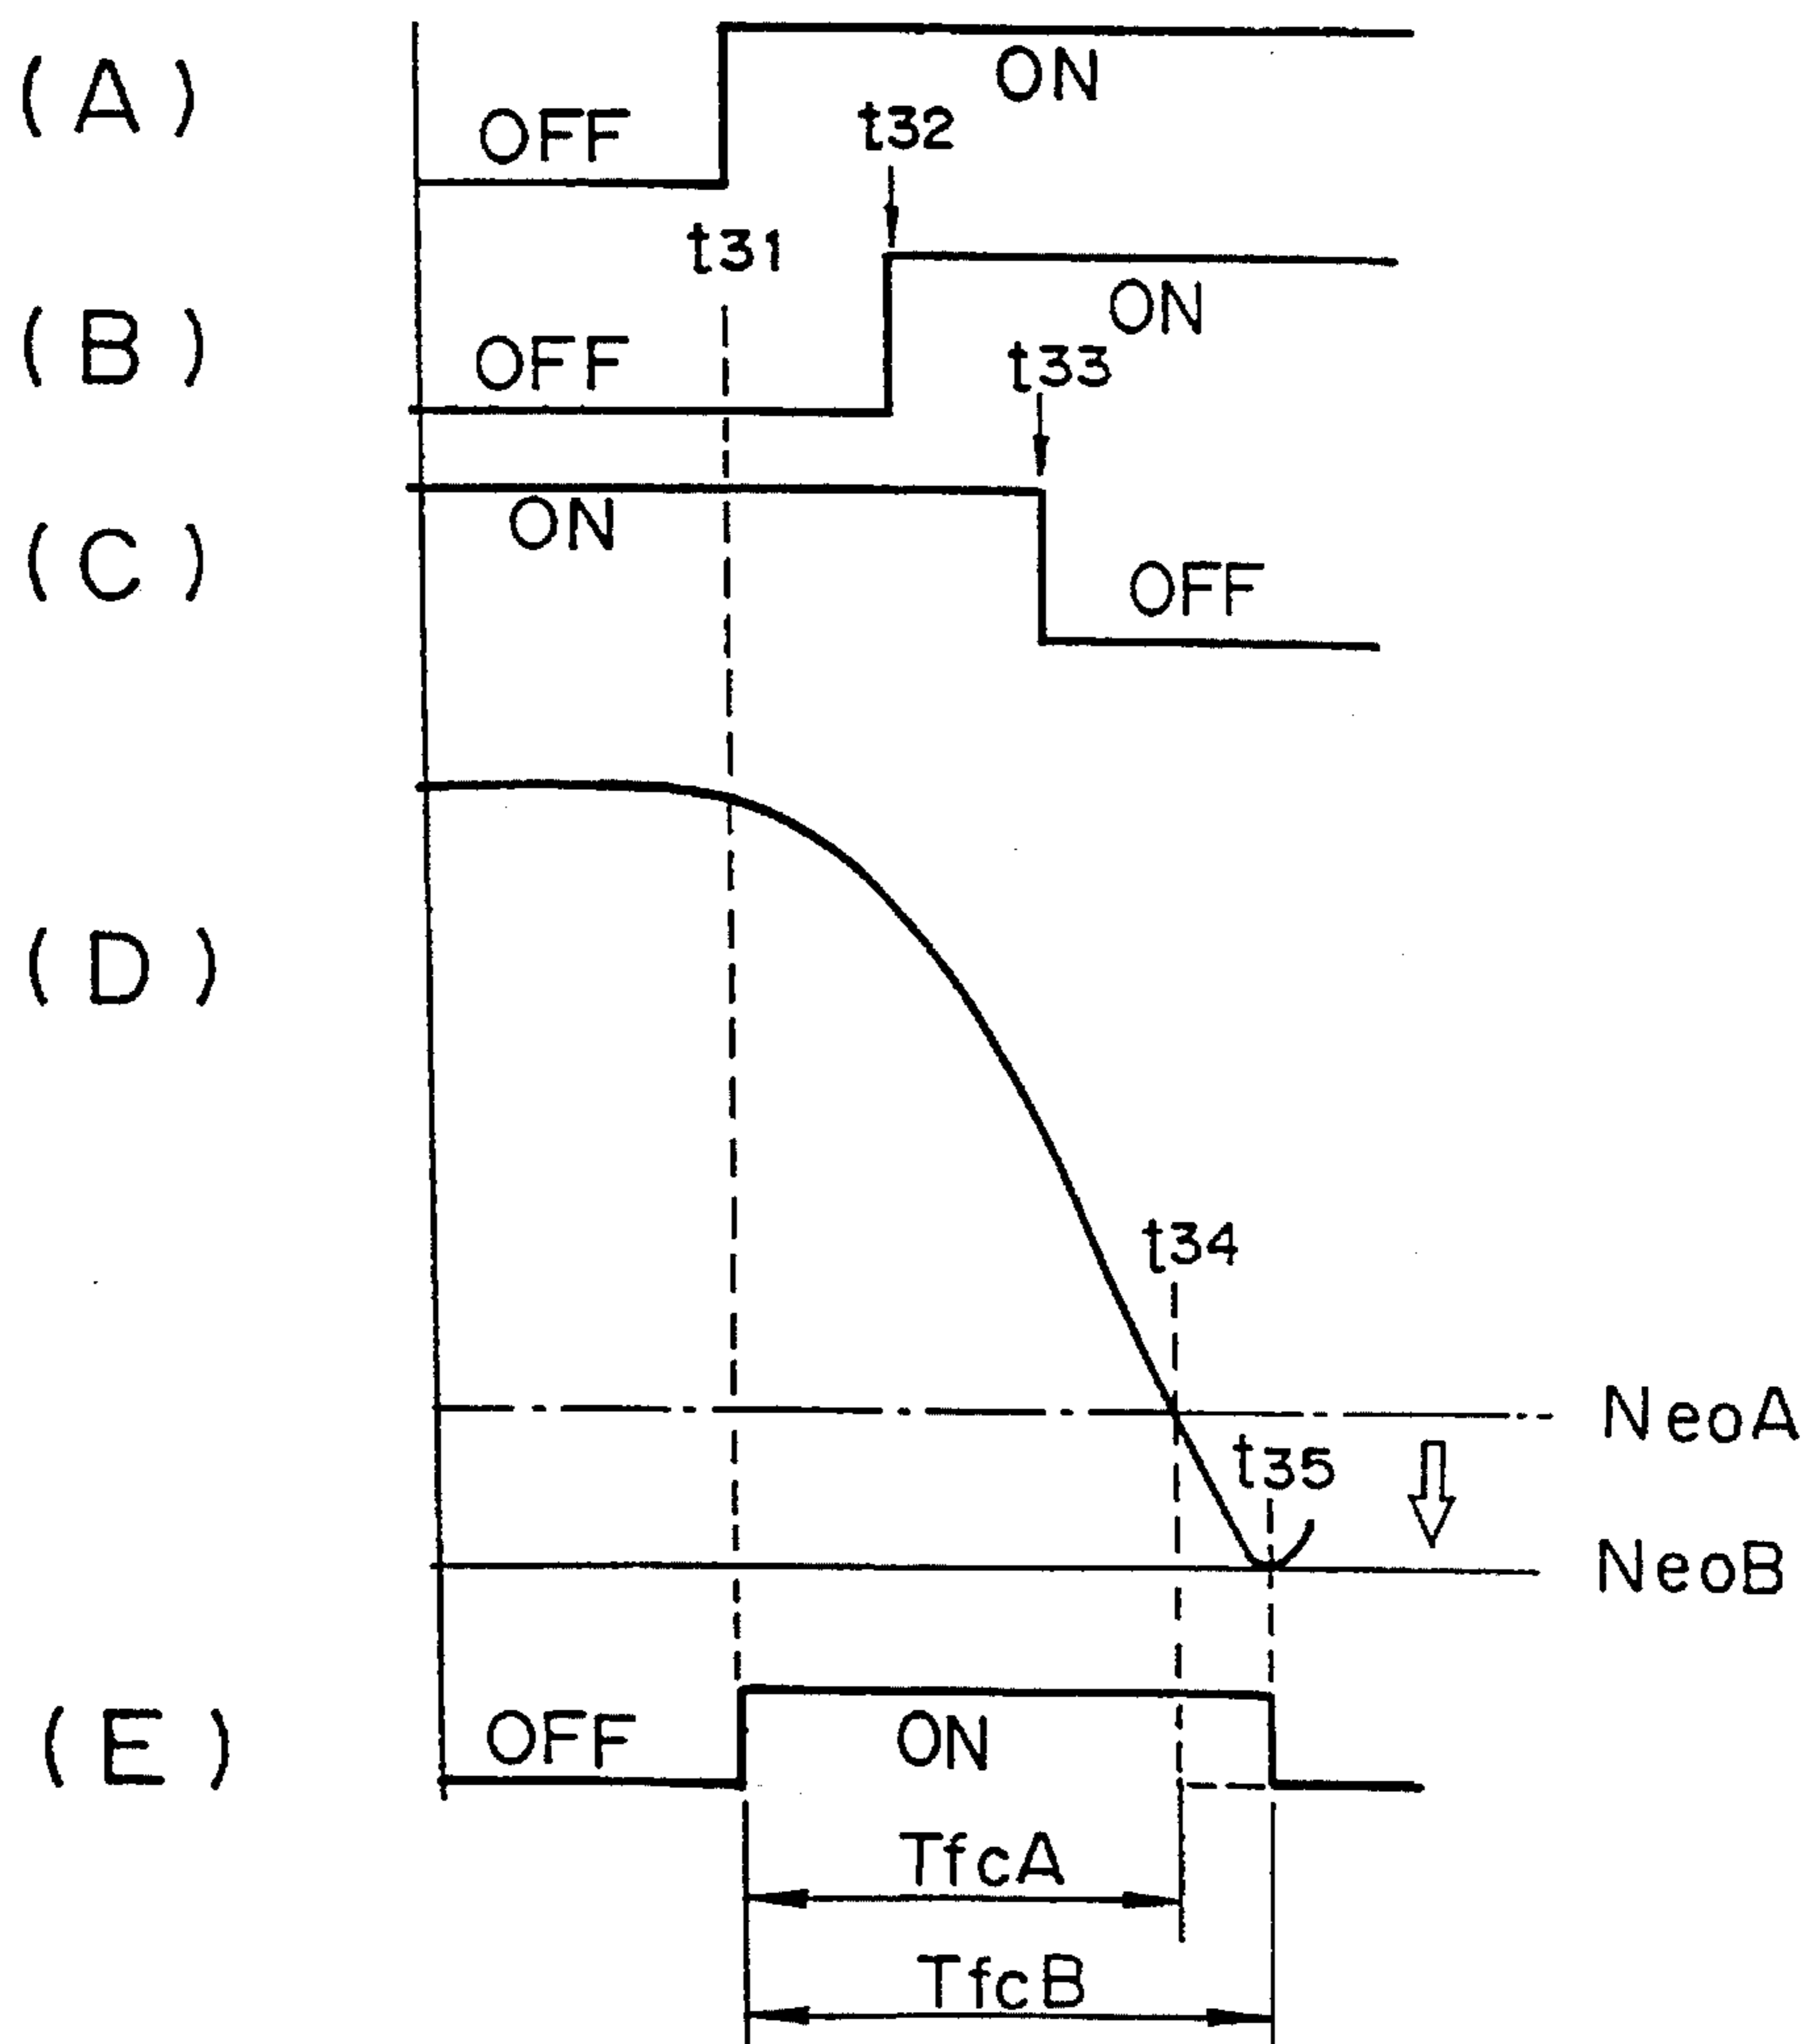 (A)
OFF
ON
t32
t31
(B)
OFF
ON
t33
(C)
ON
OFF
(D)
t34
NeoA
t35
NeoB
(E)
OFF
ON
TfcA
TfcB